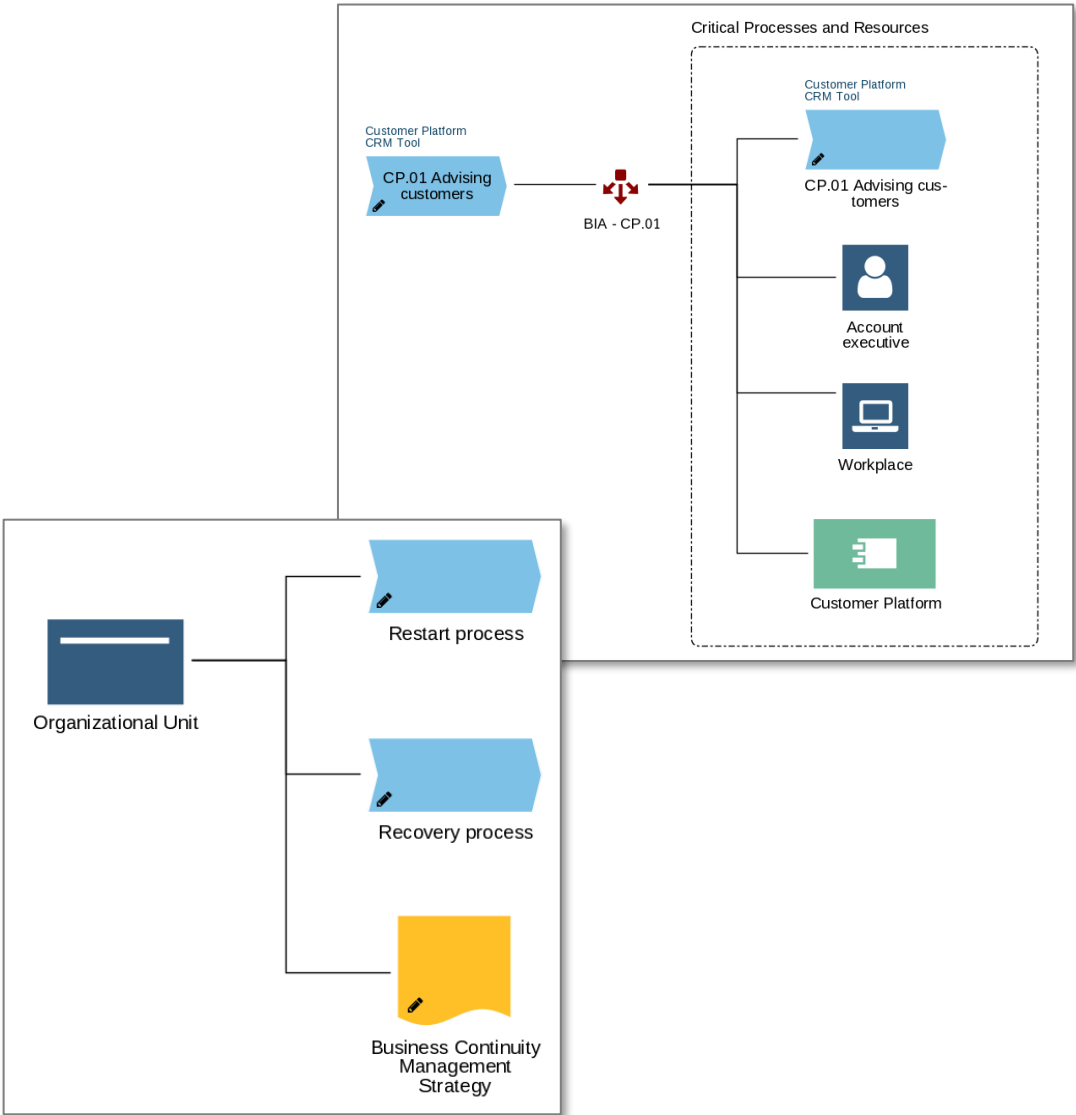 Critical Processes and Resources
Customer Platform
CRM Tool
CP.01 Advising
customers
BIA - CP.01
Customer Platform
CRM Tool
CP.01 Advising cus-
tomers
Account
executive
Workplace
Customer Platform
Organizational Unit
Restart process
Recovery process
Business Continuity
Management
Strategy